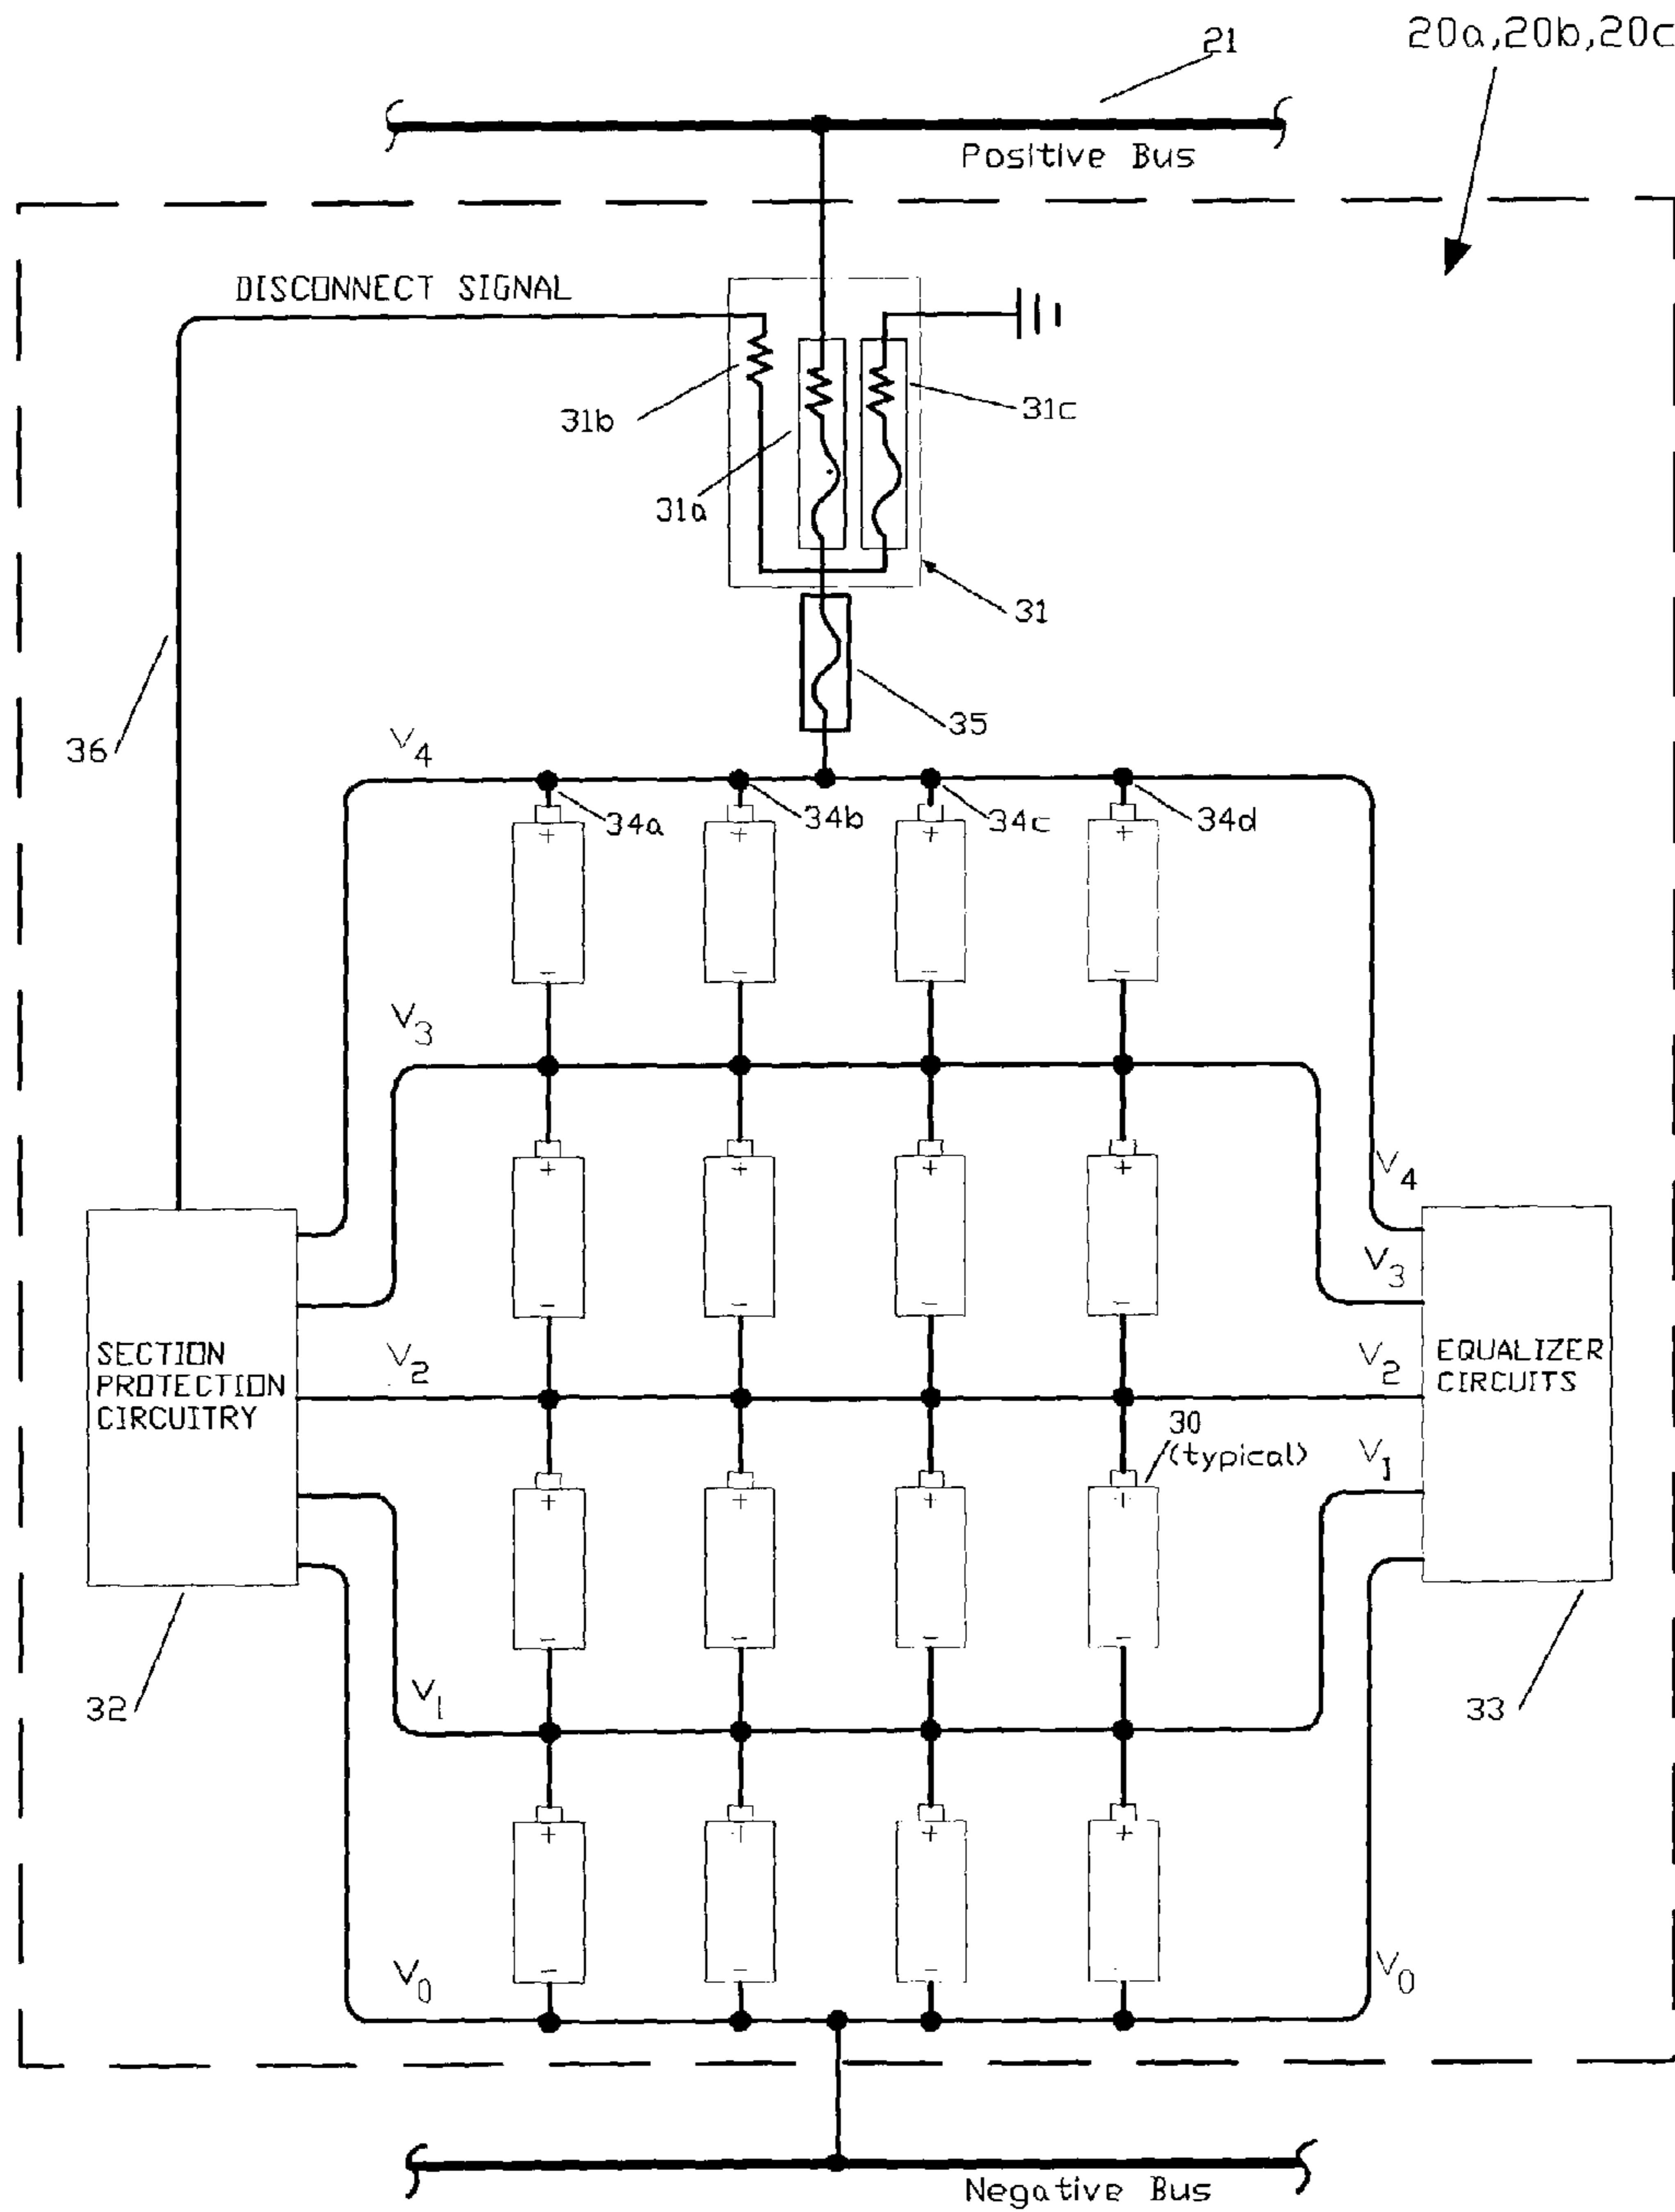 20a,20b,20c
21
Positive Bus
DISCONNECT SIGNAL
31b
31c
31a
31
35
36
V4
34a
34b
34c
34d
+
+
+
+
−
−
−
−
V3
+
+
+
+
−
−
−
−
V4
V3
SECTION
PROTECTION
CIRCUITRY
V2
V2
EQUALIZER
CIRCUITS
30
(typical)
V1
+
+
+
+
−
−
−
−
32
V1
33
+
+
+
+
−
−
−
−
V0
V0
Negative Bus